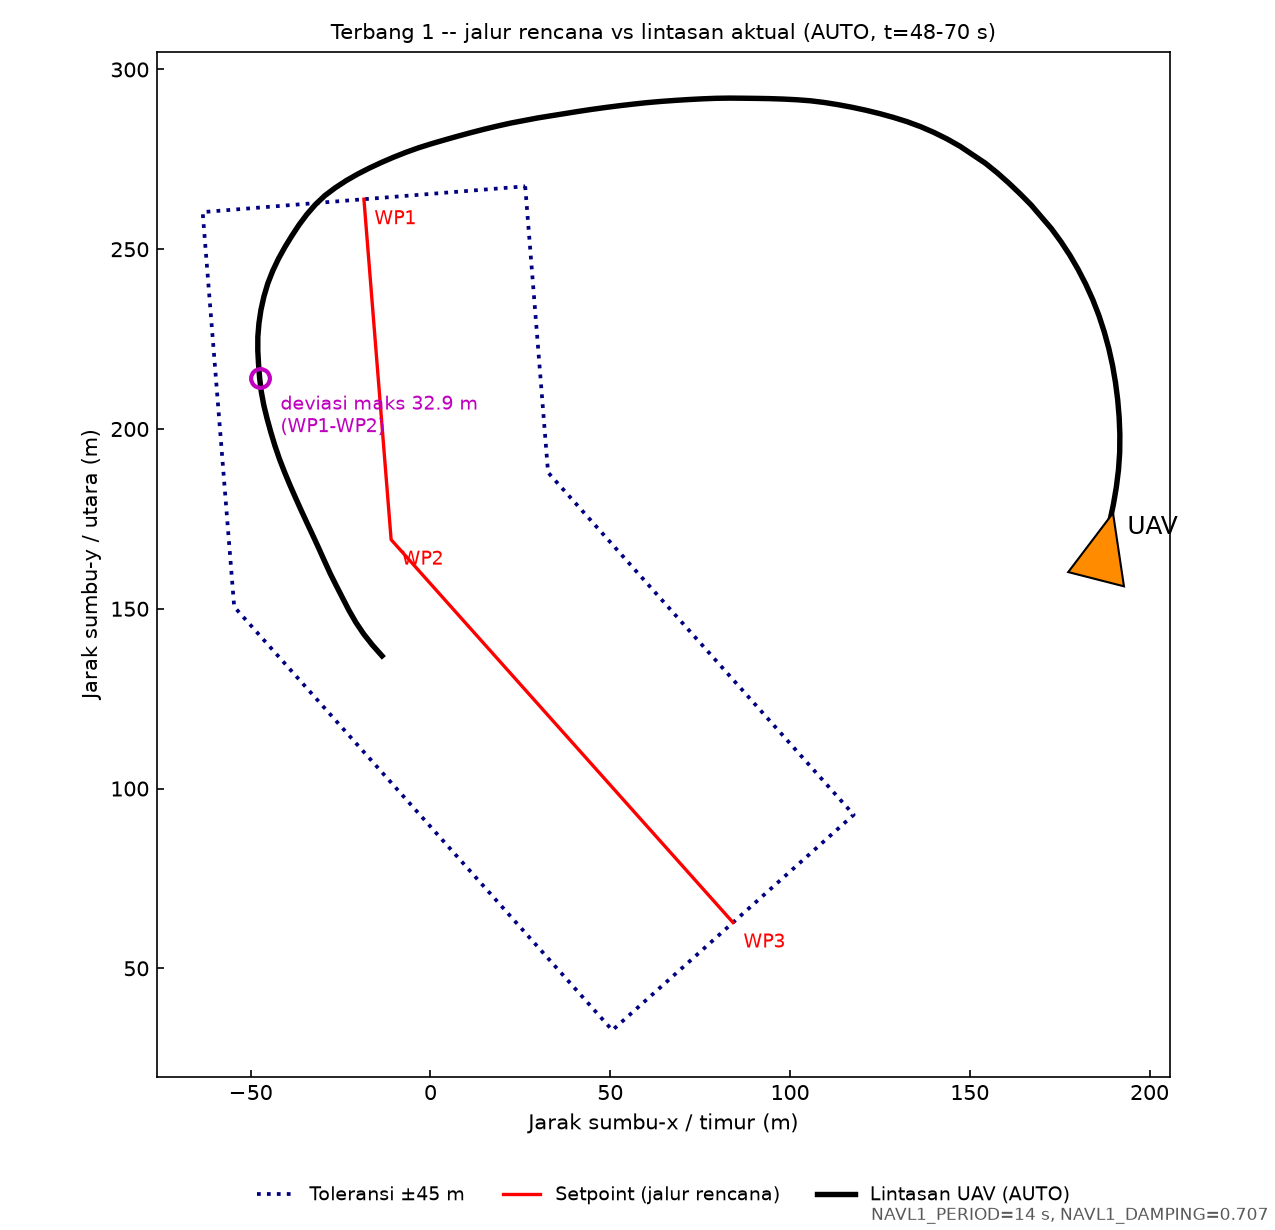 Terbang 1 -- jalur rencana vs lintasan aktual (AUTO, t=48-70 s)
300
250
200
150
100
50
Jarak sumbu-y / utara (m)
WP1
deviasi maks 32.9 m
(WP1-WP2)
WP2
WP3
UAV
−50
0
50
100
150
200
Jarak sumbu-x / timur (m)
Toleransi ±45 m
Setpoint (jalur rencana)
Lintasan UAV (AUTO)
NAVL1_PERIOD=14 s, NAVL1_DAMPING=0.707